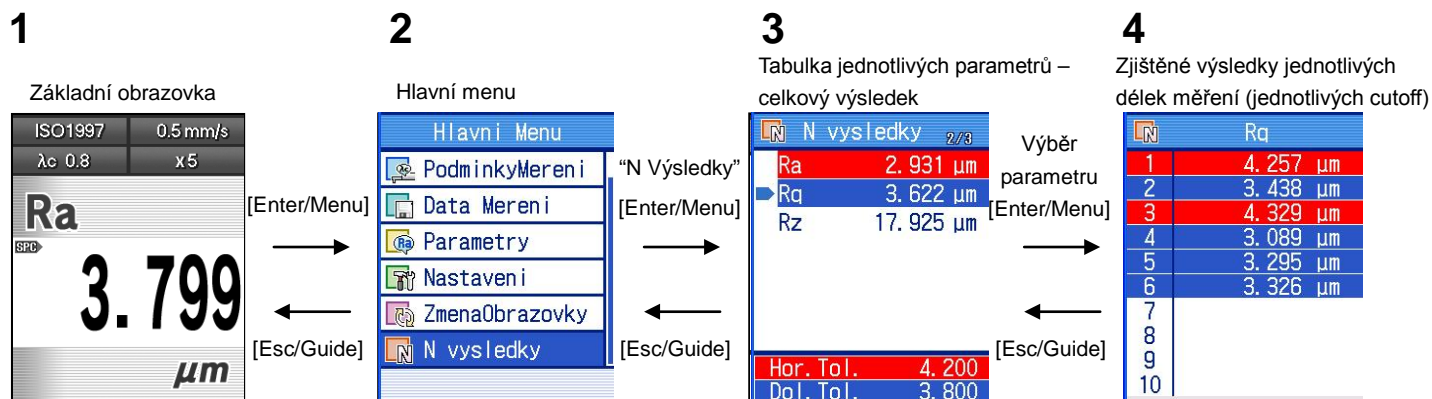 1
Základní obrazovka
ISO1997 0.5 mm/s
λc 0.8 x5
Ra
SPC
3.799
µm
[Enter/Menu]
[Esc/Guide]
2
Hlavní menu
Hlavni Menu
PodminkyMereni
Data Mereni
Parametry
Nastaveni
ZmenaObrazovky
N vysledky
“N Výsledky”
[Enter/Menu]
[Esc/Guide]
3
Tabulka jednotlivých parametrů –
celkový výsledek
N vysledky 2/3
Ra 2.931 µm
Rq 3.622 µm
Rz 17.925 µm
Hor.Tol. 4.200
Dol.Tol. 3.800
Výběr
parametru
[Enter/Menu]
[Esc/Guide]
4
Zjištěné výsledky jednotlivých
délek měření (jednotlivých cutoff)
Rq
1 4.257 µm
2 3.438 µm
3 4.329 µm
4 3.089 µm
5 3.295 µm
6 3.326 µm
7
8
9
10